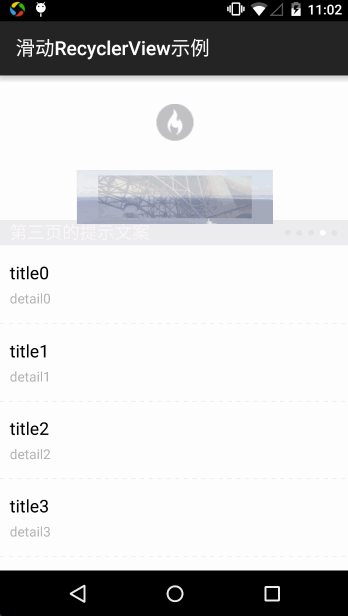 11:02
滑动RecyclerView示例
第三页的提示文案
title0
detail0
title1
detail1
title2
detail2
title3
detail3